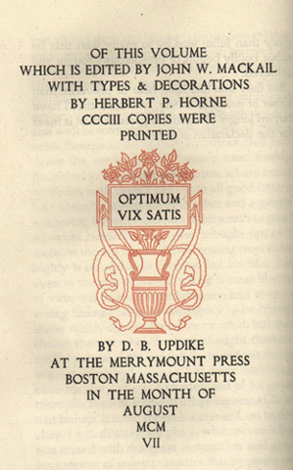 OF THIS VOLUME
WHICH IS EDITED BY JOHN W. MACKAIL
WITH TYPES & DECORATIONS
BY HERBERT P. HORNE
CCCIII COPIES WERE
PRINTED
OPTIMUM
VIX SATIS
BY D. B. UPDIKE
AT THE MERRYMOUNT PRESS
BOSTON MASSACHUSETTS
IN THE MONTH OF
AUGUST
MCM
VII